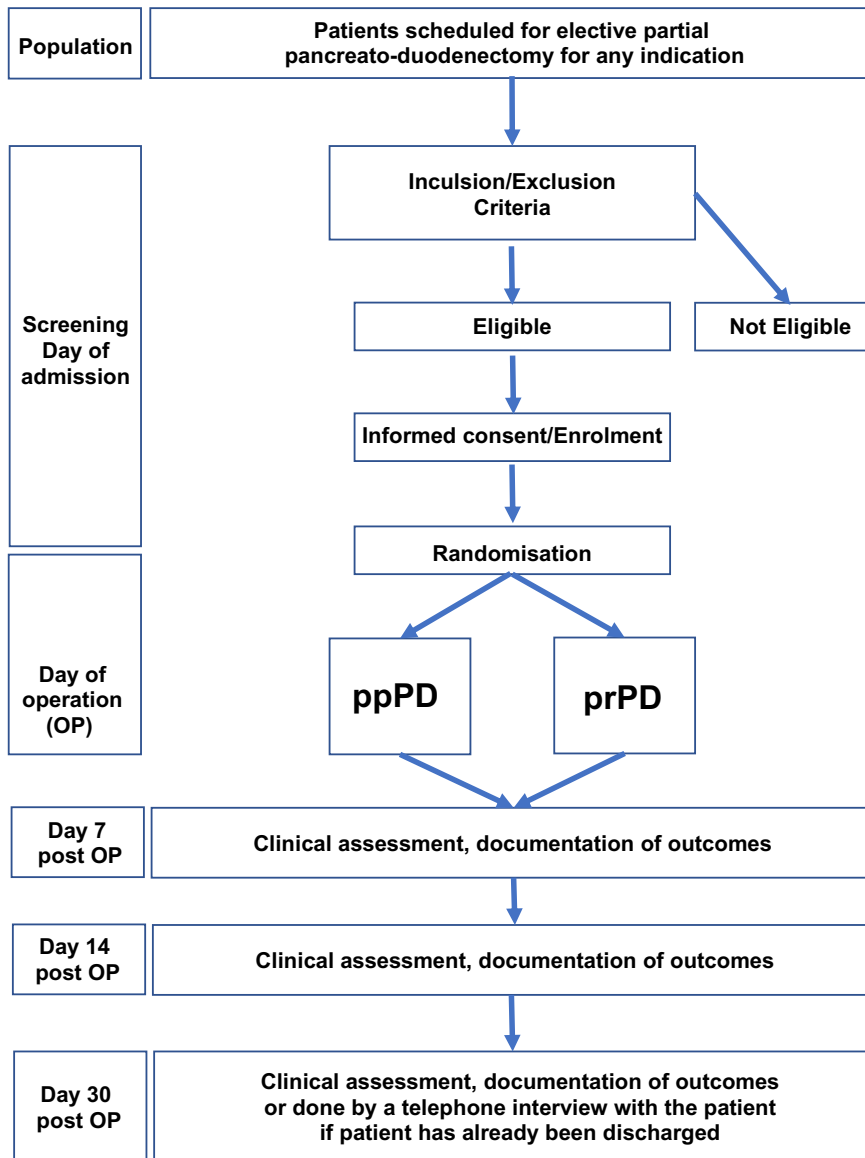 Population
Patients scheduled for elective partial
pancreato-duodenectomy for any indication
Screening
Day of
admission
Inculsion/Exclusion
Criteria
Eligible
Not Eligible
Informed consent/Enrolment
Randomisation
Day of
operation
(OP)
ppPD
prPD
Day 7
post OP
Clinical assessment, documentation of outcomes
Day 14
post OP
Clinical assessment, documentation of outcomes
Day 30
post OP
Clinical assessment, documentation of outcomes
or done by a telephone interview with the patient
if patient has already been discharged